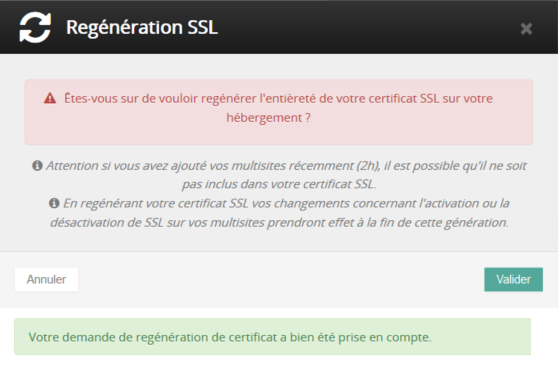 Regénération SSL
Êtes-vous sur de vouloir regénérer l'entièreté de votre certificat SSL sur votre
hébergement ?
Attention si vous avez ajouté vos multisites récemment (2h), il est possible qu'il ne soit
pas inclus dans votre certificat SSL.
En regénérant votre certificat SSL vos changements concernant l'activation ou la
désactivation de SSL sur vos multisites prendront effet à la fin de cette génération.
Annuler
Valider
Votre demande de regénération de certificat a bien été prise en compte.